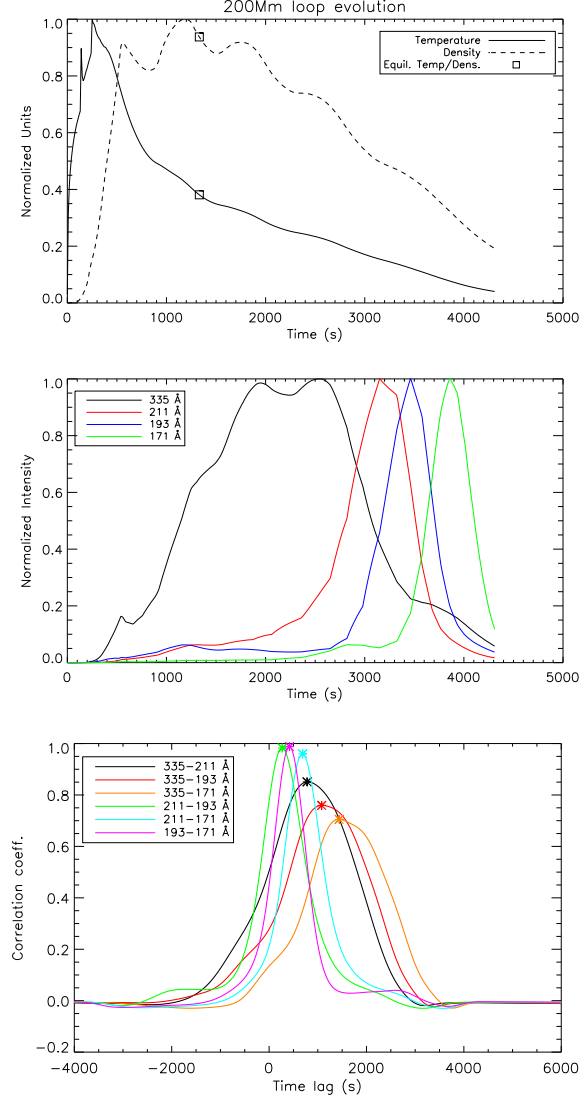 200Mm loop evolution
1.0
0.8
0.6
0.4
0.2
0.0
Normalized Units
Temperature
Density
Equil. Temp/Dens.
0 1000 2000 3000 4000 5000
Time (s)
1.0
0.8
0.6
0.4
0.2
0.0
Normalized Intensity
335 Å
211 Å
193 Å
171 Å
0 1000 2000 3000 4000 5000
Time (s)
1.0
0.8
0.6
0.4
0.2
0.0
−0.2
Correlation coeff.
335−211 Å
335−193 Å
335−171 Å
211−193 Å
211−171 Å
193−171 Å
−4000 −2000 0 2000 4000 6000
Time lag (s)